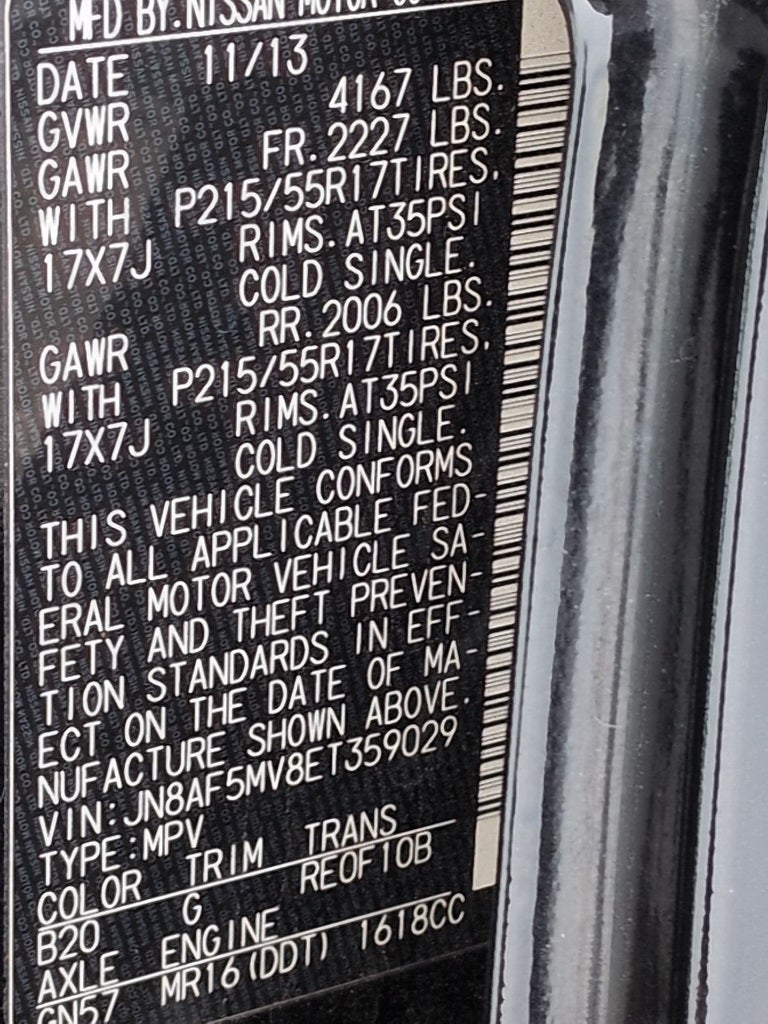 MFD BY. NISSAN MOTOR CO
DATE 11/13
GVWR 4167 LBS.
GAWR FR. 2227 LBS.
WITH P215/55R17TIRES.
17X7J RIMS. AT35PSI
COLD SINGLE.
GAWR RR. 2006 LBS.
WITH P215/55R17TIRES.
17X7J RIMS. AT35PSI
COLD SINGLE.
THIS VEHICLE CONFORMS
TO ALL APPLICABLE FED-
ERAL MOTOR VEHICLE SA-
FETY AND THEFT PREVEN-
TION STANDARDS IN EFF-
ECT ON THE DATE OF MA-
NUFACTURE SHOWN ABOVE.
VIN:JN8AF5MV8ET359029
TYPE:MPV
COLOR TRIM TRANS
B20 G RE0F10B
AXLE ENGINE
GN57 MR16(DDT) 1618CC